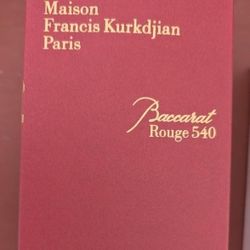 Maison
Francis Kurkdjian
Paris
Baccarat
Rouge 540